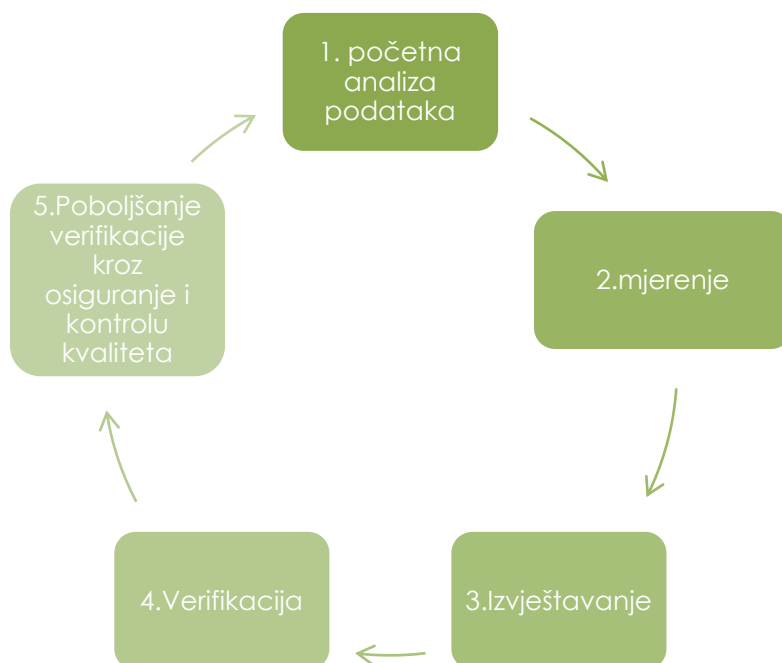 1. početna
analiza
podataka
2.mjerenje
3.Izvještavanje
4.Verifikacija
5.Poboljšanje
verifikacije
kroz
osiguranje i
kontrolu
kvaliteta